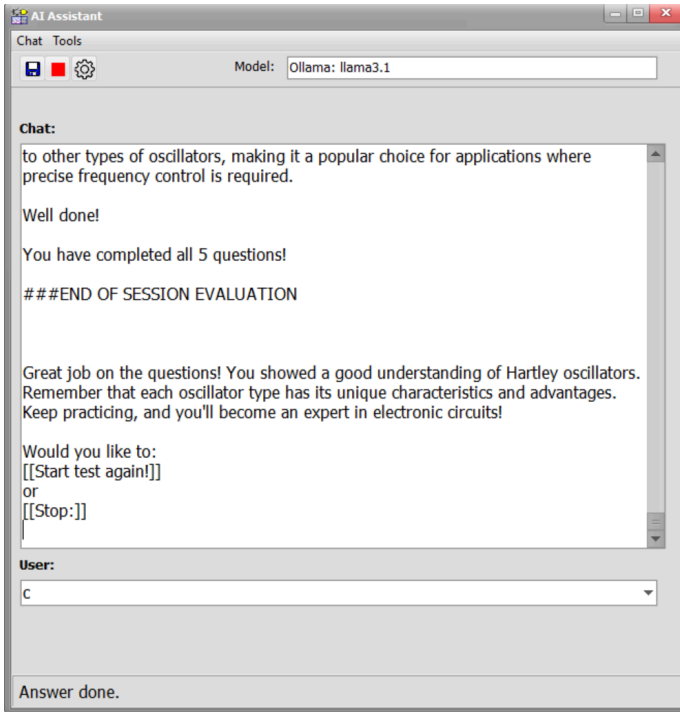 AI Assistant
Chat Tools
Model: Ollama: llama3.1
Chat:
to other types of oscillators, making it a popular choice for applications where
precise frequency control is required.
Well done!
You have completed all 5 questions!
###END OF SESSION EVALUATION
Great job on the questions! You showed a good understanding of Hartley oscillators.
Remember that each oscillator type has its unique characteristics and advantages.
Keep practicing, and you'll become an expert in electronic circuits!
Would you like to:
[[Start test again!]]
or
[[Stop:]]
User:
c
Answer done.